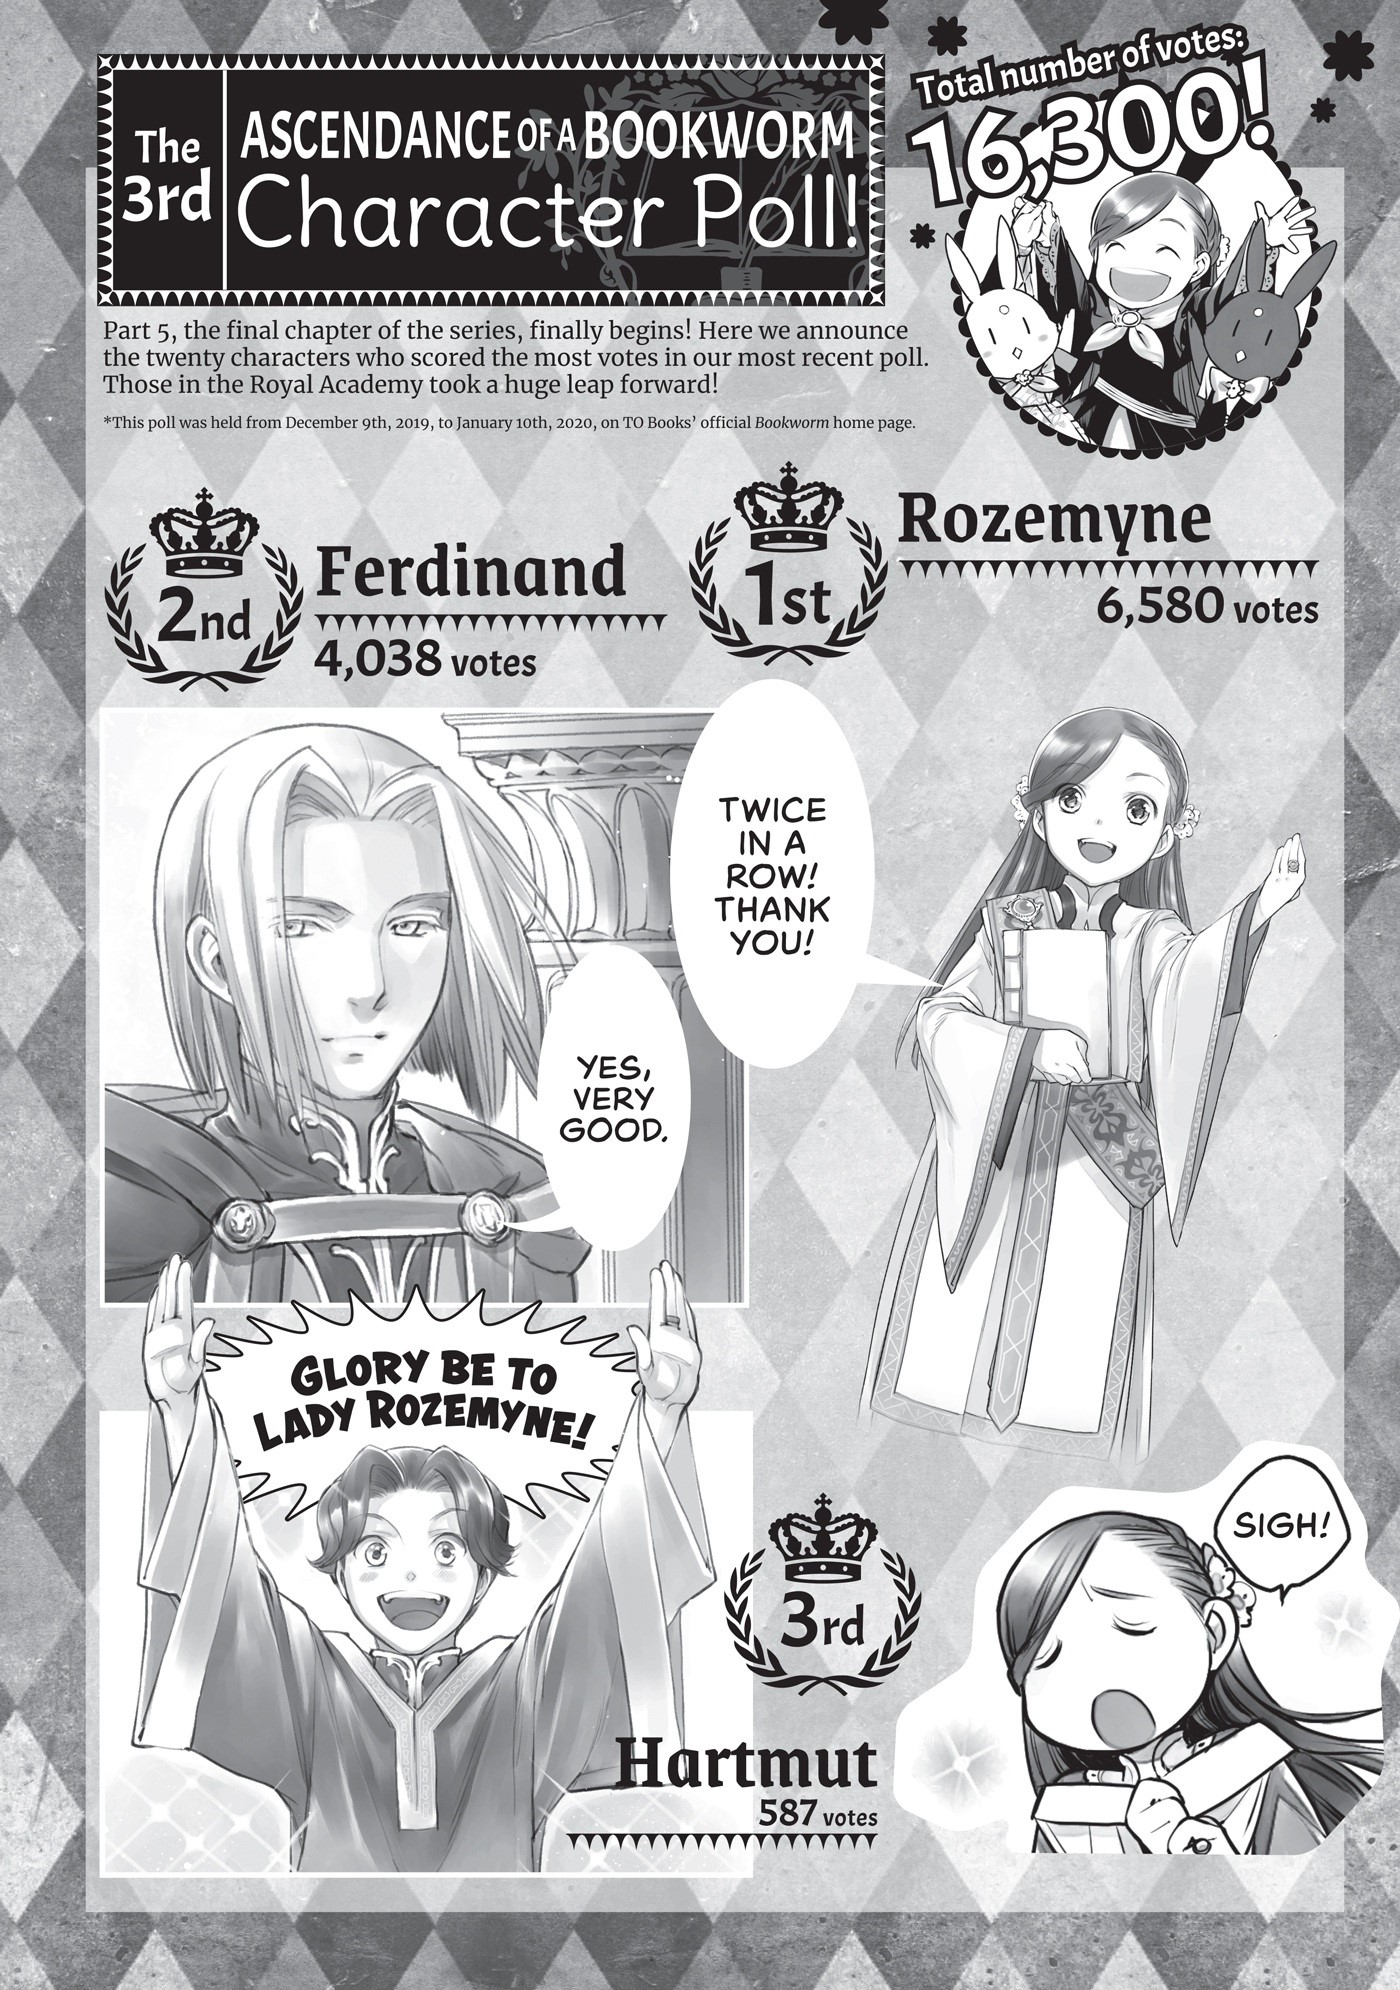 The
3rd
ASCENDANCE OF A BOOKWORM
Character Poll!
Total number of votes:
16,300!
Part 5, the final chapter of the series, finally begins! Here we announce
the twenty characters who scored the most votes in our most recent poll.
Those in the Royal Academy took a huge leap forward!
*This poll was held from December 9th, 2019, to January 10th, 2020, on TO Books' official Bookworm home page.
1st
Rozemyne
6,580 votes
2nd
Ferdinand
4,038 votes
TWICE
IN A
ROW!
THANK
YOU!
YES,
VERY
GOOD.
GLORY BE TO
LADY ROZEMYNE!
3rd
Hartmut
587 votes
SIGH!